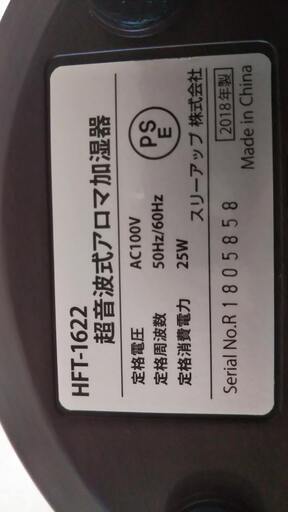 HFT-1622
超音波式アロマ加湿器
定格電圧 AC100V
定格周波数 50Hz/60Hz
定格消費電力 25W
PSE
スリーアップ 株式会社
2018年製
Serial No.R1805858
Made in China